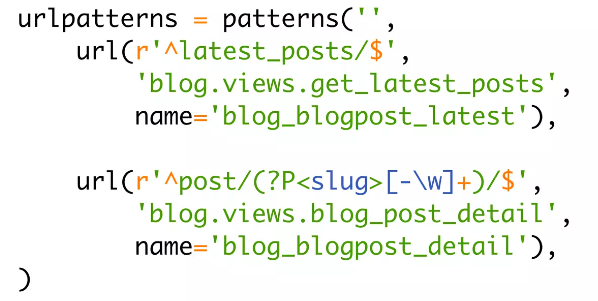 urlpatterns = patterns('',
    url(r'^latest_posts/$',
        'blog.views.get_latest_posts',
        name='blog_blogpost_latest'),

    url(r'^post/(?P<slug>[-\w]+)/$',
        'blog.views.blog_post_detail',
        name='blog_blogpost_detail'),
)